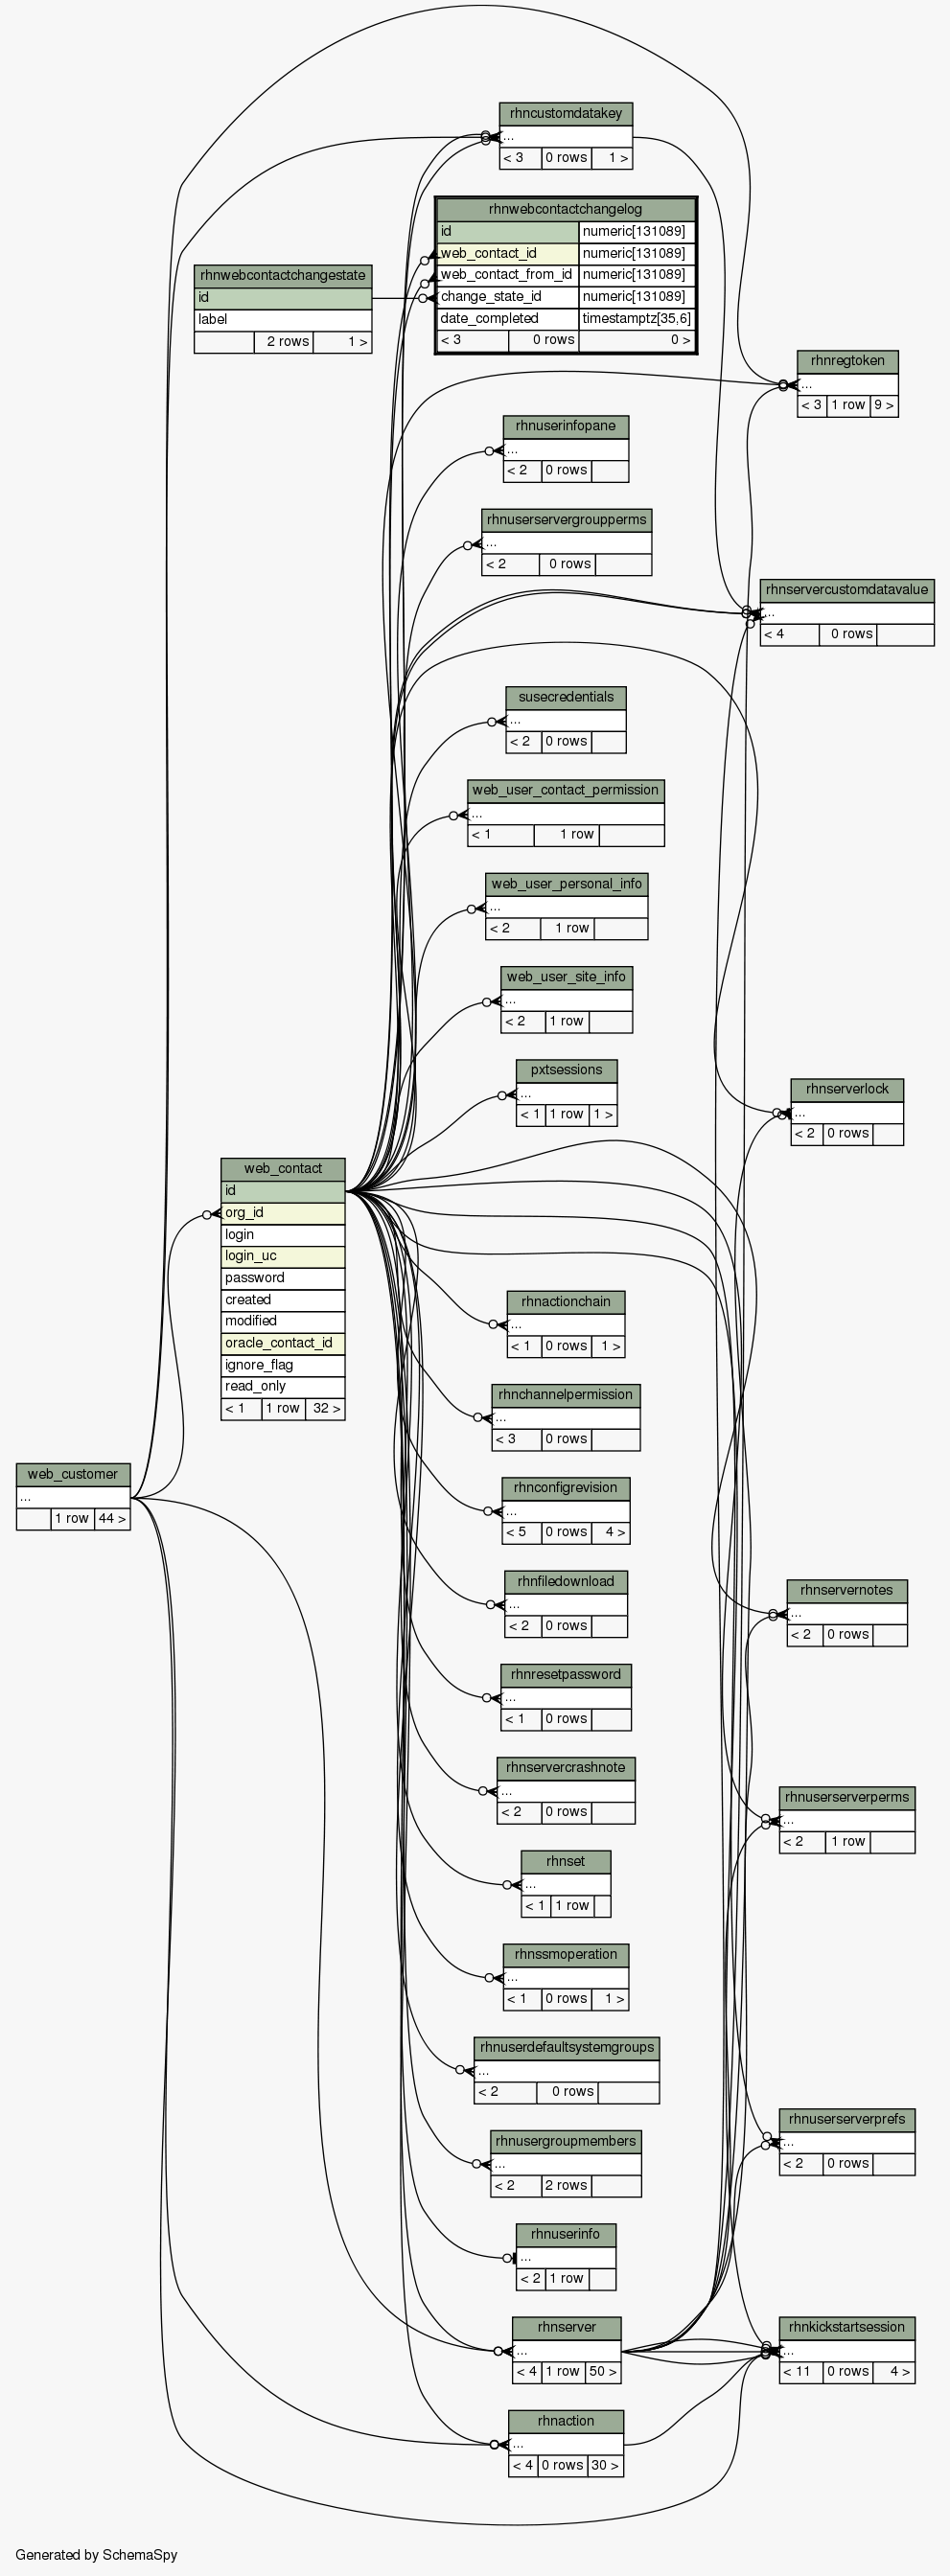 rhncustomdatakey
...
< 3 0 rows 1 >
rhnwebcontactchangelog
id numeric[131089]
web_contact_id numeric[131089]
web_contact_from_id numeric[131089]
change_state_id numeric[131089]
date_completed timestamptz[35,6]
< 3 0 rows 0 >
rhnwebcontactchangestate
id
label
2 rows 1 >
rhnregtoken
...
< 3 1 row 9 >
rhnuserinfopane
...
< 2 0 rows
rhnuserservergroupperms
...
< 2 0 rows
rhnservercustomdatavalue
...
< 4 0 rows
susecredentials
...
< 2 0 rows
web_user_contact_permission
...
< 1 1 row
web_user_personal_info
...
< 2 1 row
web_user_site_info
...
< 2 1 row
pxtsessions
...
< 1 1 row 1 >
rhnserverlock
...
< 2 0 rows
web_contact
id
org_id
login
login_uc
password
created
modified
oracle_contact_id
ignore_flag
read_only
< 1 1 row 32 >
rhnactionchain
...
< 1 0 rows 1 >
rhnchannelpermission
...
< 3 0 rows
web_customer
...
1 row 44 >
rhnconfigrevision
...
< 5 0 rows 4 >
rhnfiledownload
...
< 2 0 rows
rhnservernotes
...
< 2 0 rows
rhnresetpassword
...
< 1 0 rows
rhnservercrashnote
...
< 2 0 rows
rhnuserserverperms
...
< 2 1 row
rhnset
...
< 1 1 row
rhnssmoperation
...
< 1 0 rows 1 >
rhnuserdefaultsystemgroups
...
< 2 0 rows
rhnusergroupmembers
...
< 2 2 rows
rhnuserserverprefs
...
< 2 0 rows
rhnuserinfo
...
< 2 1 row
rhnserver
...
< 4 1 row 50 >
rhnkickstartsession
...
< 11 0 rows 4 >
rhnaction
...
< 4 0 rows 30 >
Generated by SchemaSpy